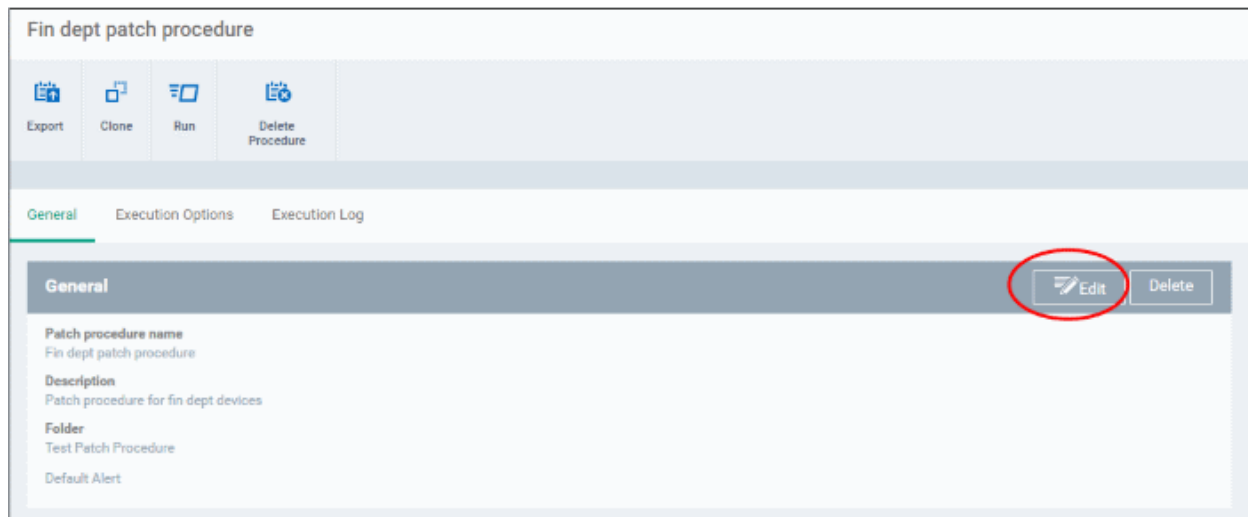 Fin dept patch procedure
Export Clone Run Delete
Procedure
General Execution Options Execution Log
General Edit Delete
Patch procedure name
Fin dept patch procedure
Description
Patch procedure for fin dept devices
Folder
Test Patch Procedure
Default Alert